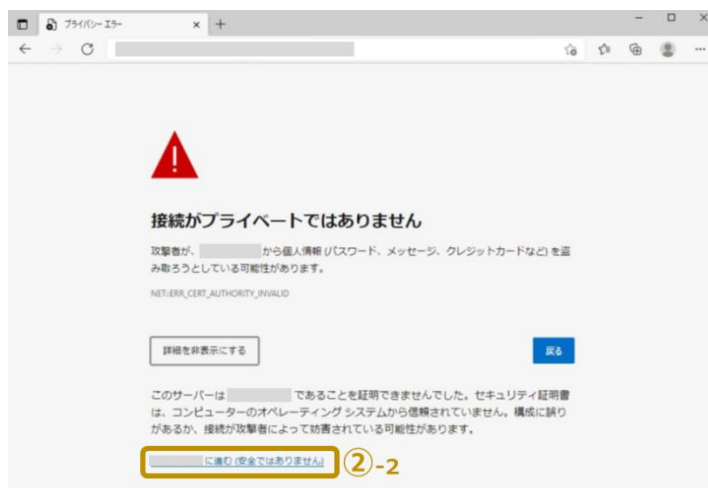 プライバシー エラー
接続がプライベートではありません
攻撃者が、 から個人情報 (パスワード、メッセージ、クレジットカードなど) を盗
み取ろうとしている可能性があります。
NET::ERR_CERT_AUTHORITY_INVALID
詳細を非表示にする
戻る
このサーバーは であることを証明できませんでした。セキュリティ証明書
は、コンピューターのオペレーティング システムから信頼されていません。構成に誤り
があるか、接続が攻撃者によって妨害されている可能性があります。
に進む (安全ではありません)
②-2